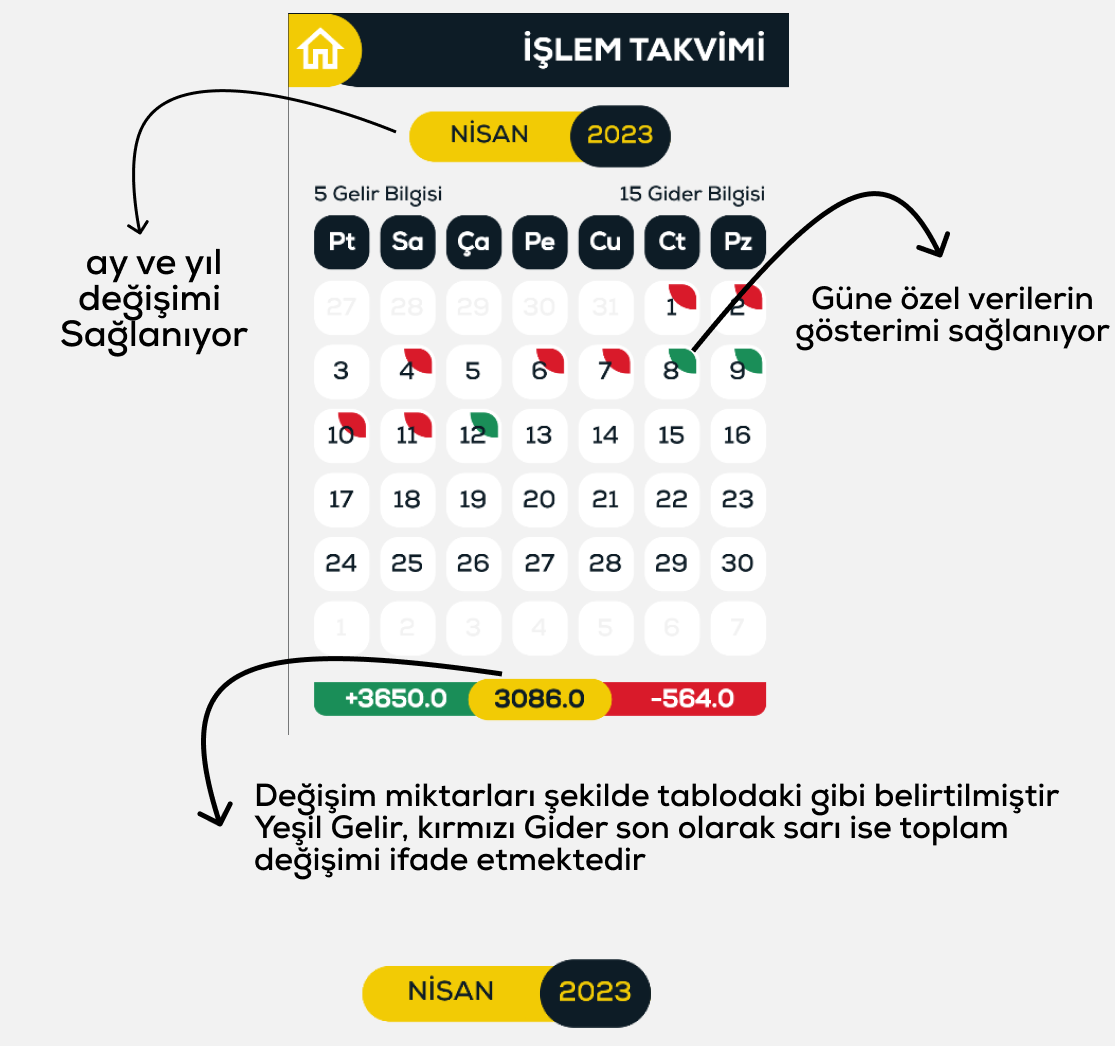 İŞLEM TAKVİMİ
NİSAN 2023
5 Gelir Bilgisi 15 Gider Bilgisi
Pt Sa Ça Pe Cu Ct Pz
27 28 29 30 31 1 2
3 4 5 6 7 8 9
10 11 12 13 14 15 16
17 18 19 20 21 22 23
24 25 26 27 28 29 30
1 2 3 4 5 6 7
+3650.0 3086.0 -564.0
ay ve yıl
değişimi
Sağlanıyor
Güne özel verilerin
gösterimi sağlanıyor
Değişim miktarları şekilde tablodaki gibi belirtilmiştir
Yeşil Gelir, kırmızı Gider son olarak sarı ise toplam
değişimi ifade etmektedir
NİSAN 2023